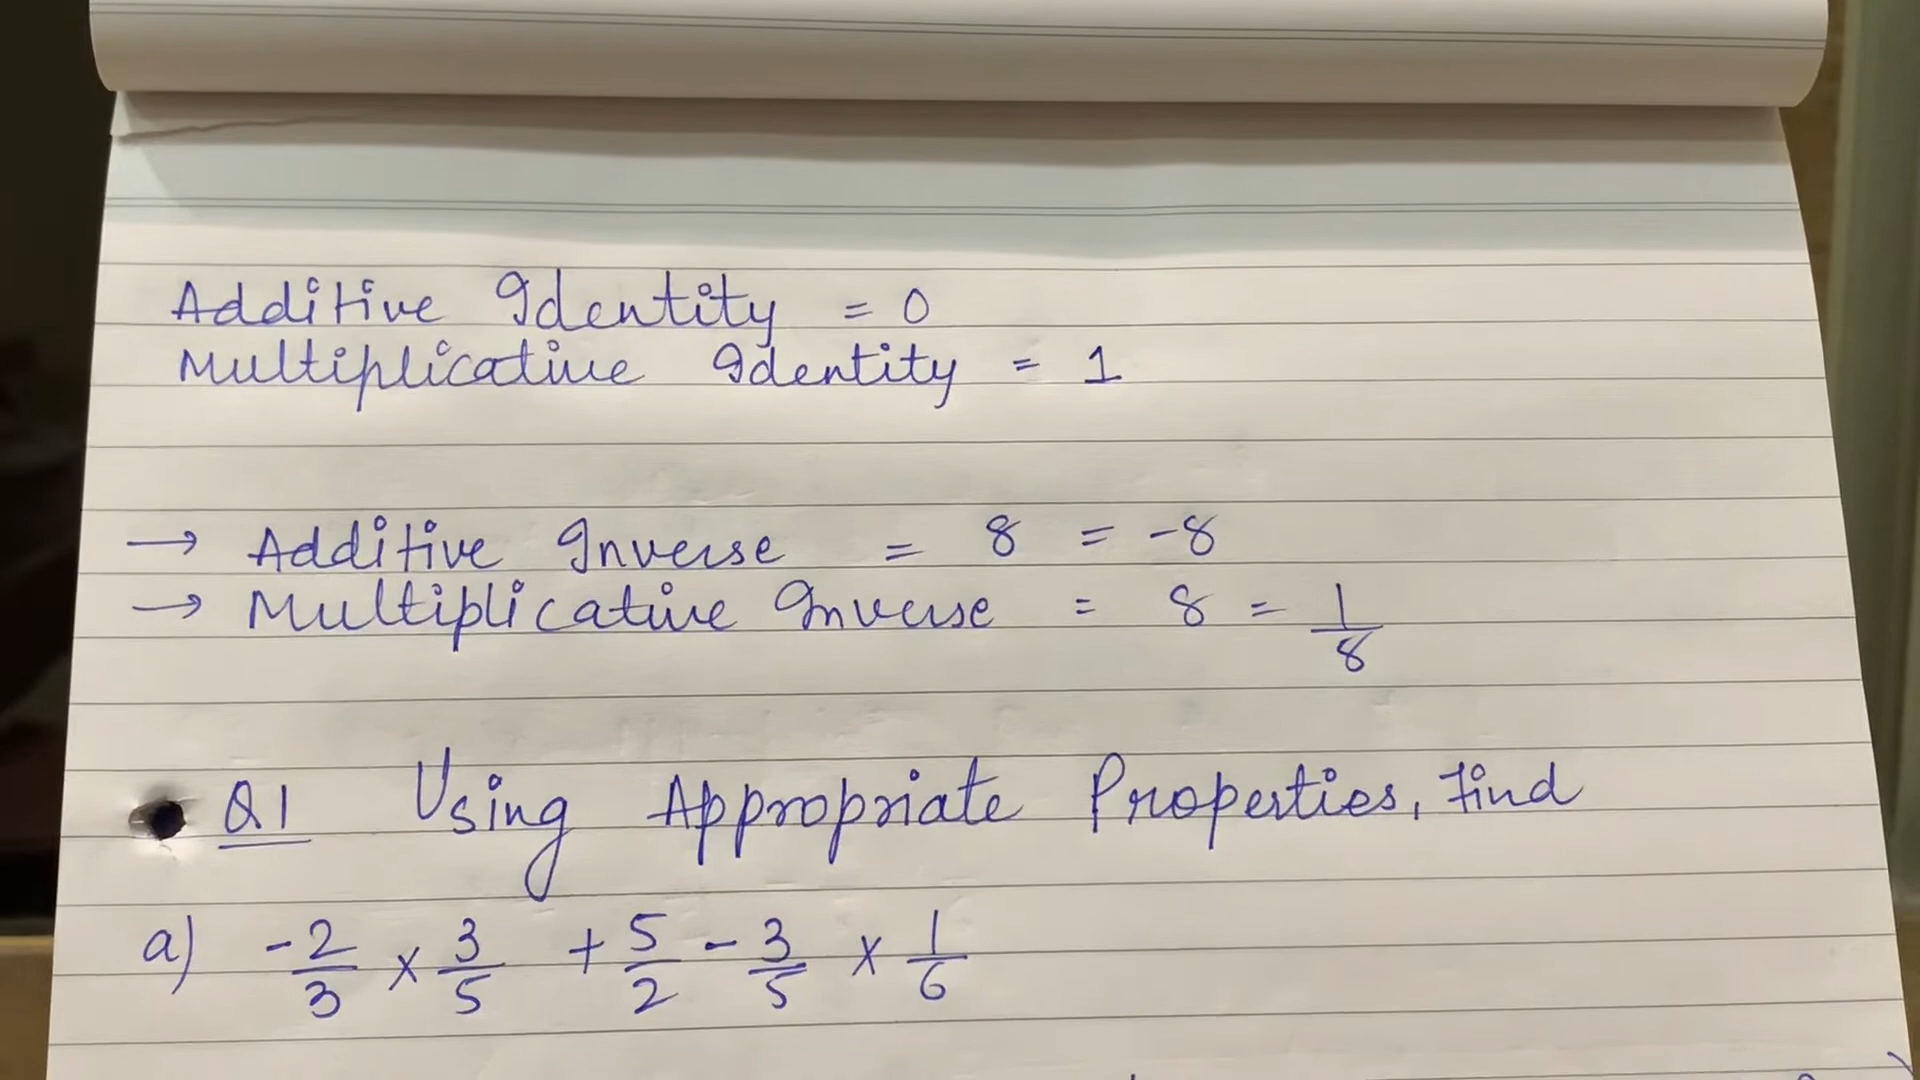 Additive Identity = 0
Multiplicative Identity = 1
→ Additive Inverse = 8 = -8
→ Multiplicative Inverse = 8 = 1/8
Q1 Using Appropriate Properties, find
a) -2/3 × 3/5 + 5/2 - 3/5 × 1/6